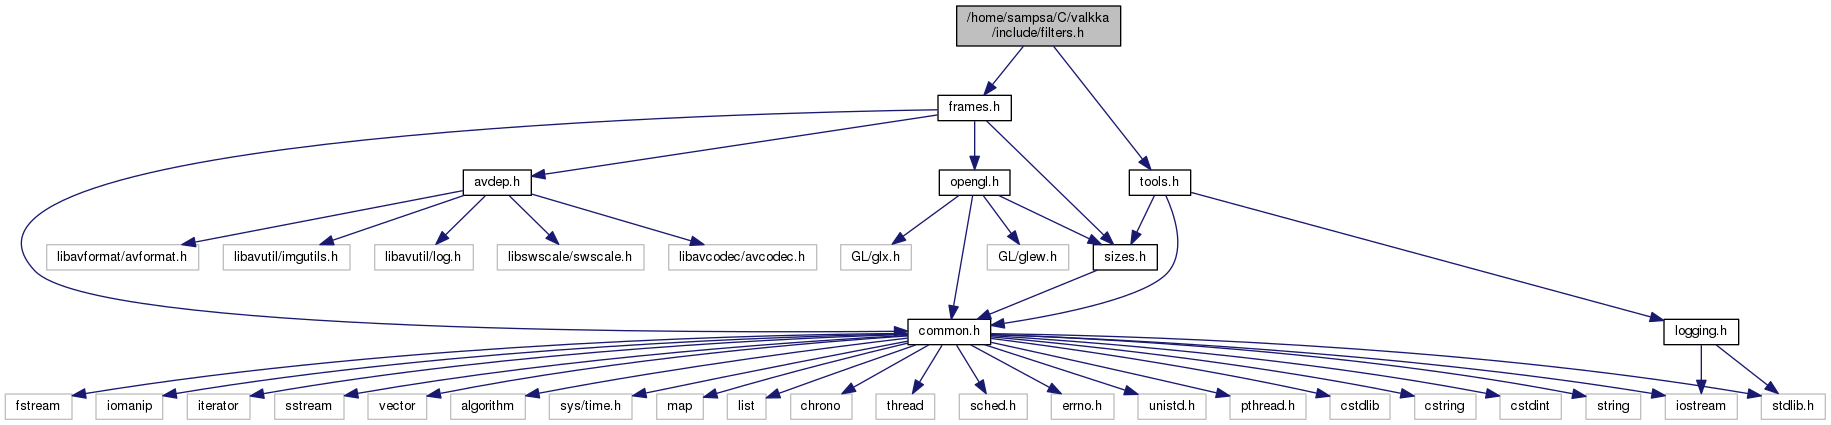 /home/sampsa/C/valkka
/include/filters.h
frames.h
avdep.h
opengl.h
tools.h
libavformat/avformat.h
libavutil/imgutils.h
libavutil/log.h
libswscale/swscale.h
libavcodec/avcodec.h
GL/glx.h
GL/glew.h
sizes.h
common.h
logging.h
fstream
iomanip
iterator
sstream
vector
algorithm
sys/time.h
map
list
chrono
thread
sched.h
errno.h
unistd.h
pthread.h
cstdlib
cstring
cstdint
string
iostream
stdlib.h